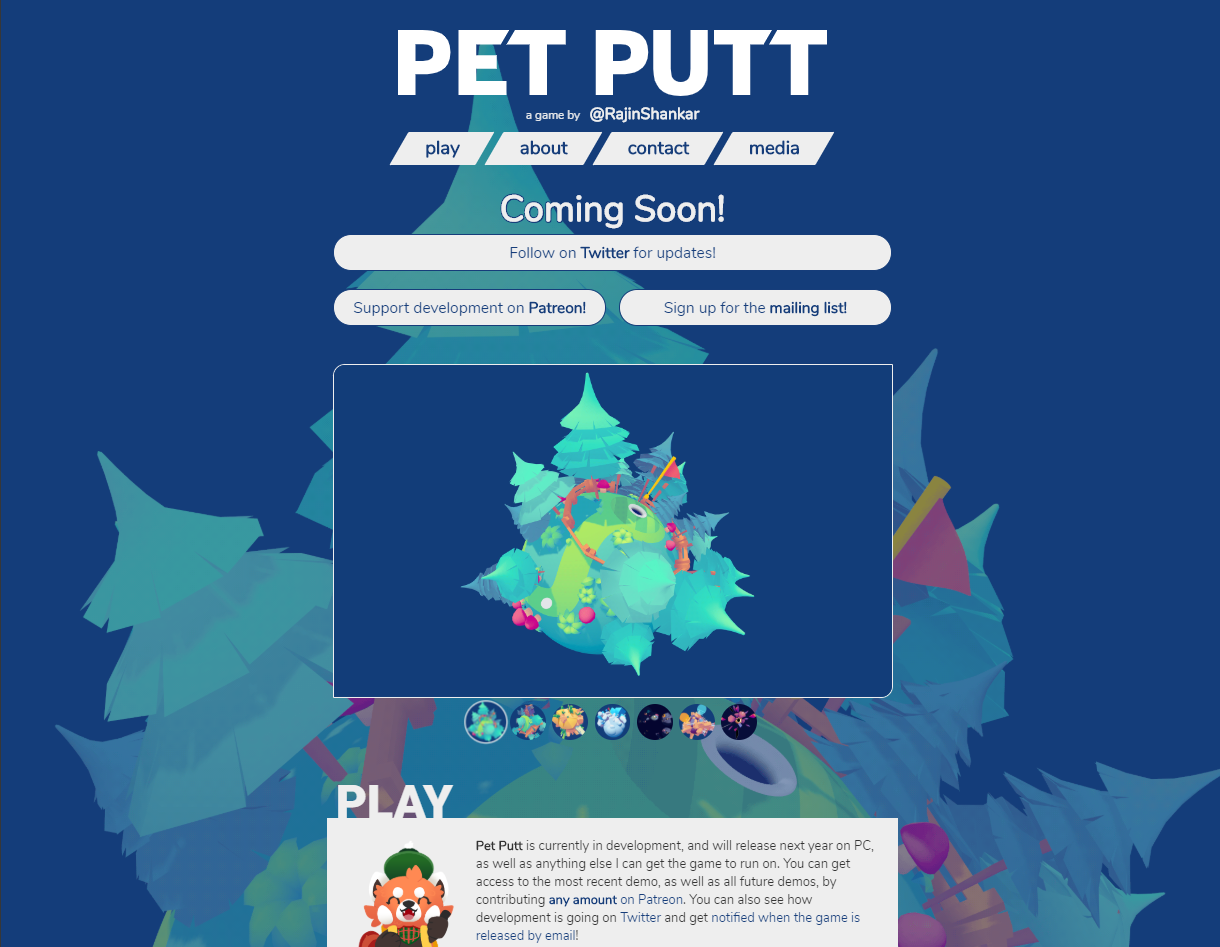 PET PUTT
a game by @RajinShankar
play about contact media
Coming Soon!
Follow on Twitter for updates!
Support development on Patreon! Sign up for the mailing list!
PLAY
Pet Putt is currently in development, and will release next year on PC,
as well as anything else I can get the game to run on. You can get
access to the most recent demo, as well as all future demos, by
contributing any amount on Patreon. You can also see how
development is going on Twitter and get notified when the game is
released by email!